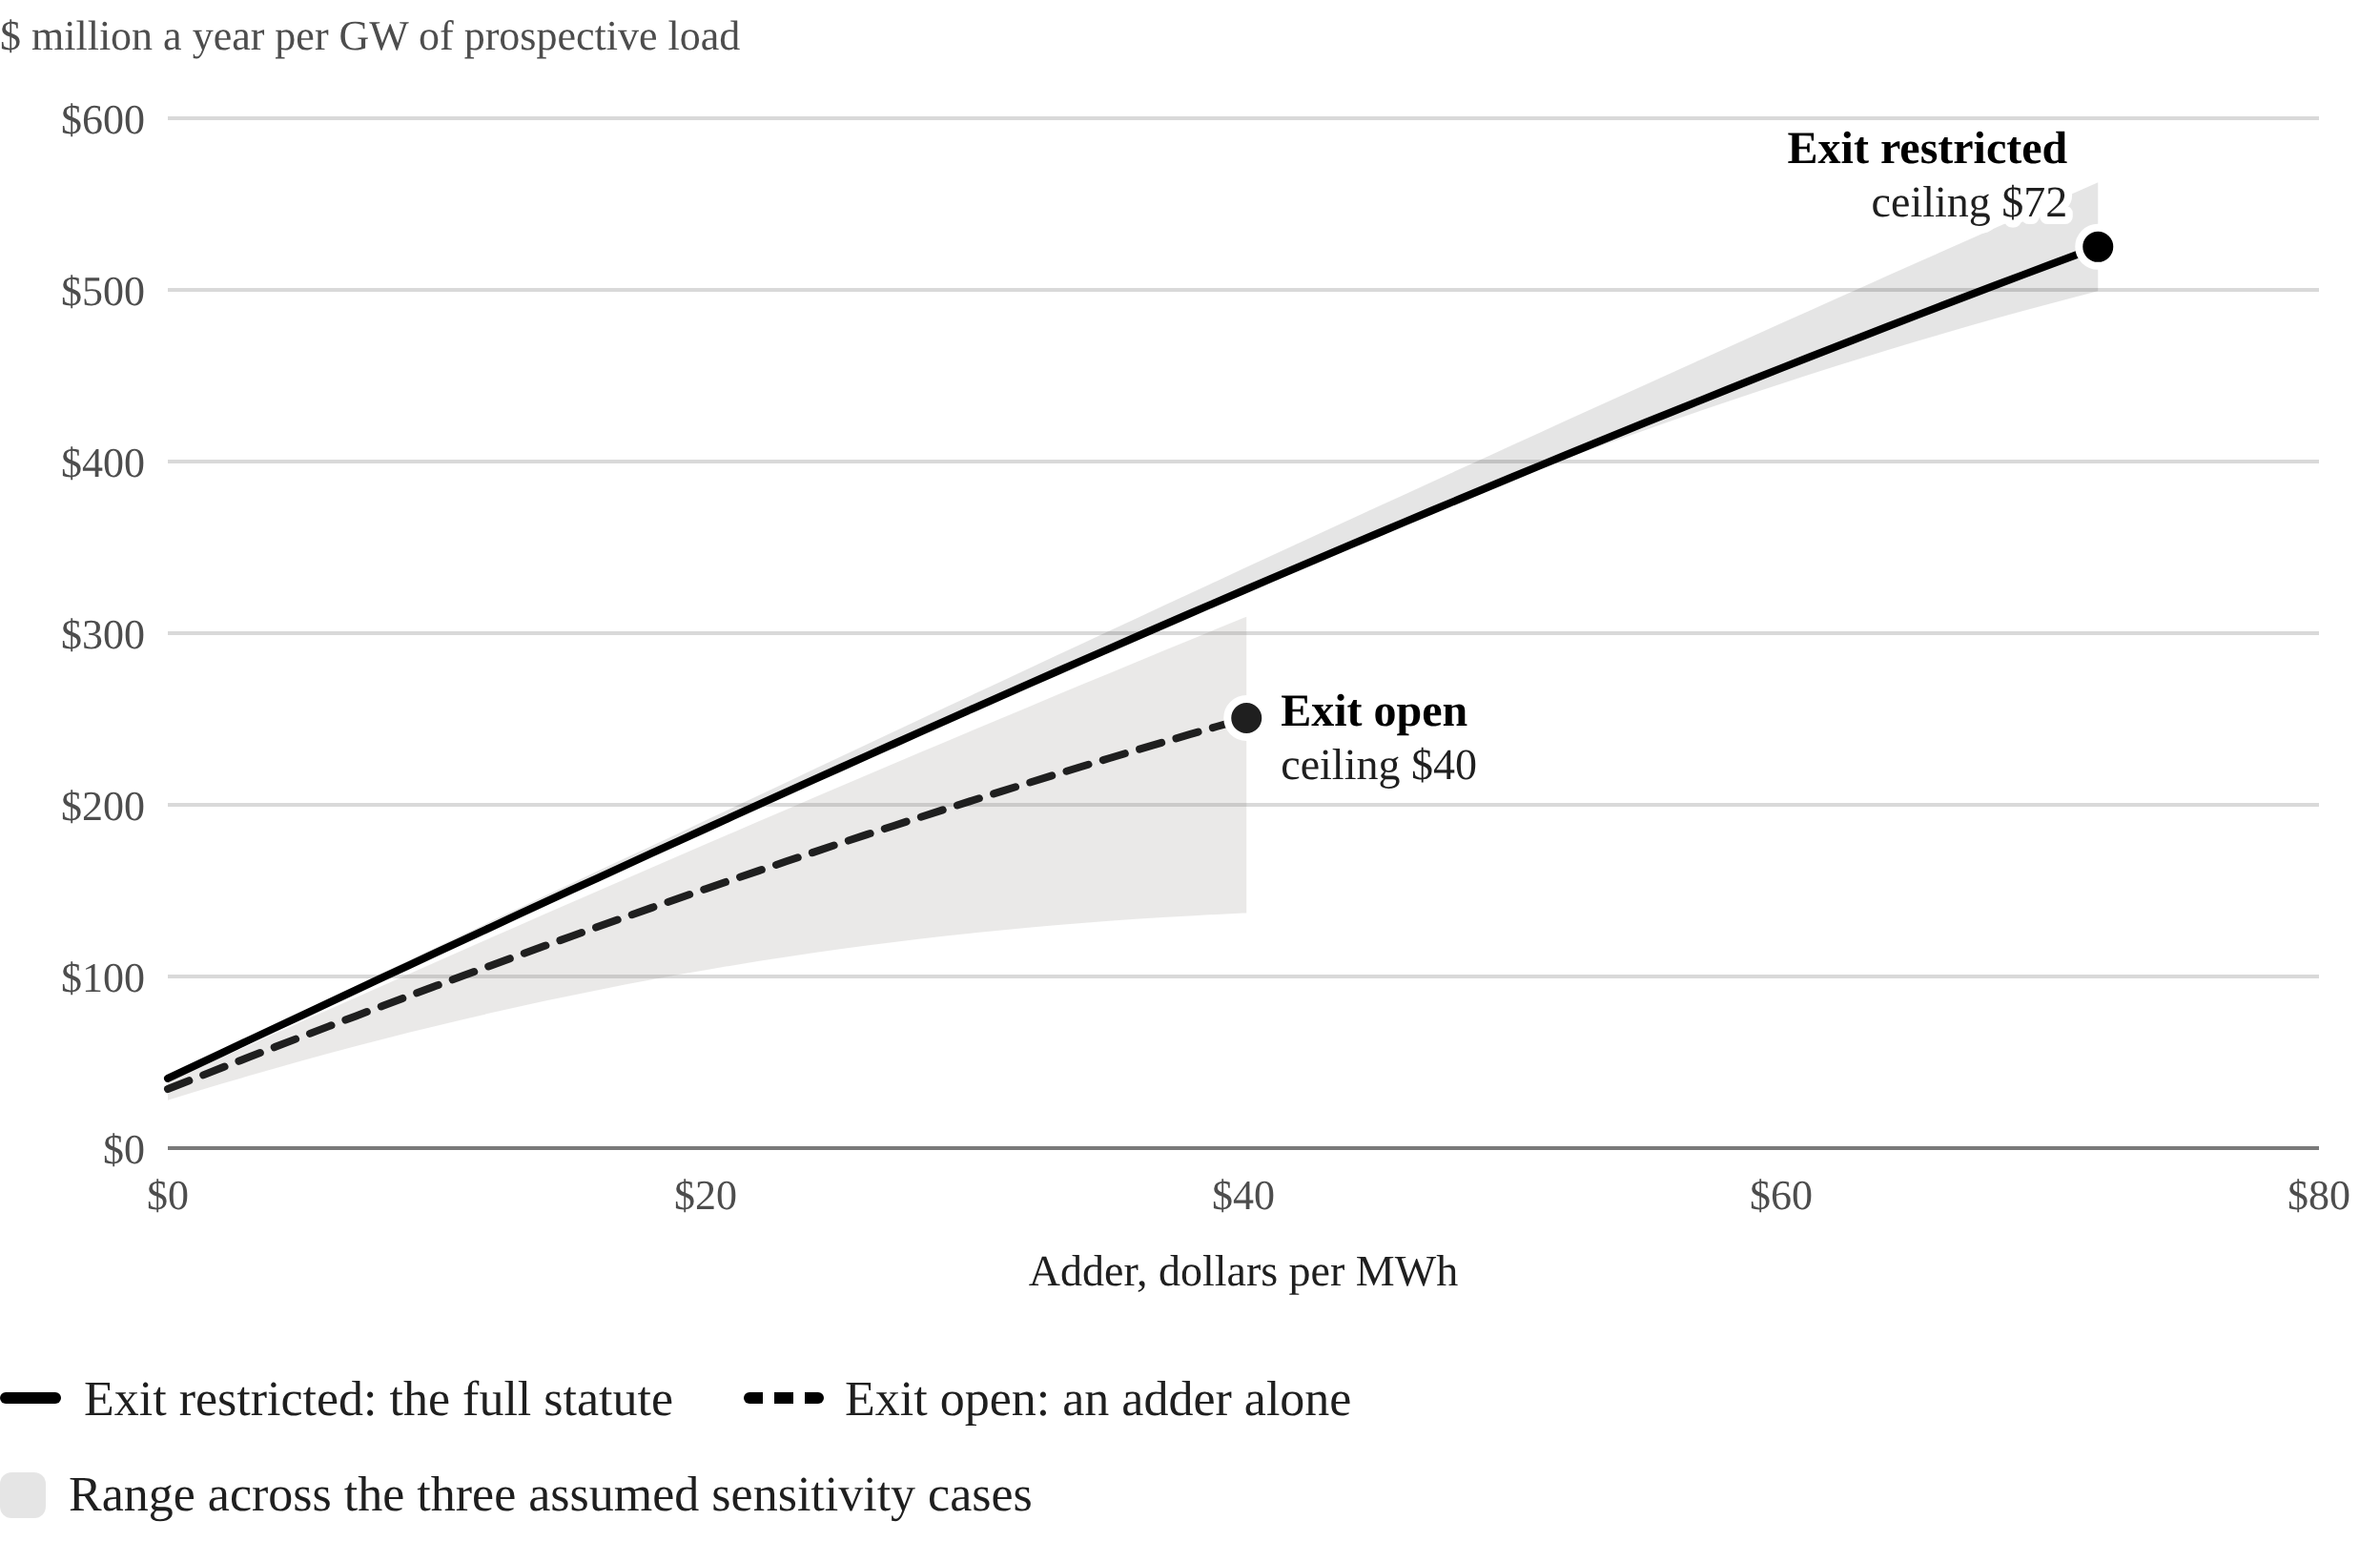 $ million a year per GW of prospective load
$600
Exit restricted
ceiling $72
$500
$400
$300
Exit open
ceiling $40
$200
$100
$0
$0 $20 $40 $60 $80
Adder, dollars per MWh
Exit restricted: the full statute Exit open: an adder alone
Range across the three assumed sensitivity cases